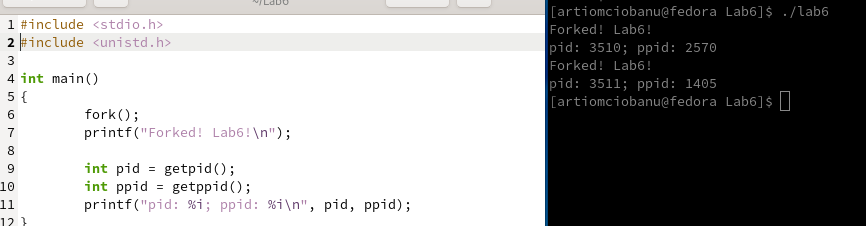 ~/Lab6
1 #include <stdio.h>
2 #include <unistd.h>
3
4 int main()
5 {
6 fork();
7 printf("Forked! Lab6!\n");
8
9 int pid = getpid();
10 int ppid = getppid();
11 printf("pid: %i; ppid: %i\n", pid, ppid);
12 }
[artiomciobanu@fedora Lab6]$ ./lab6
Forked! Lab6!
pid: 3510; ppid: 2570
Forked! Lab6!
pid: 3511; ppid: 1405
[artiomciobanu@fedora Lab6]$